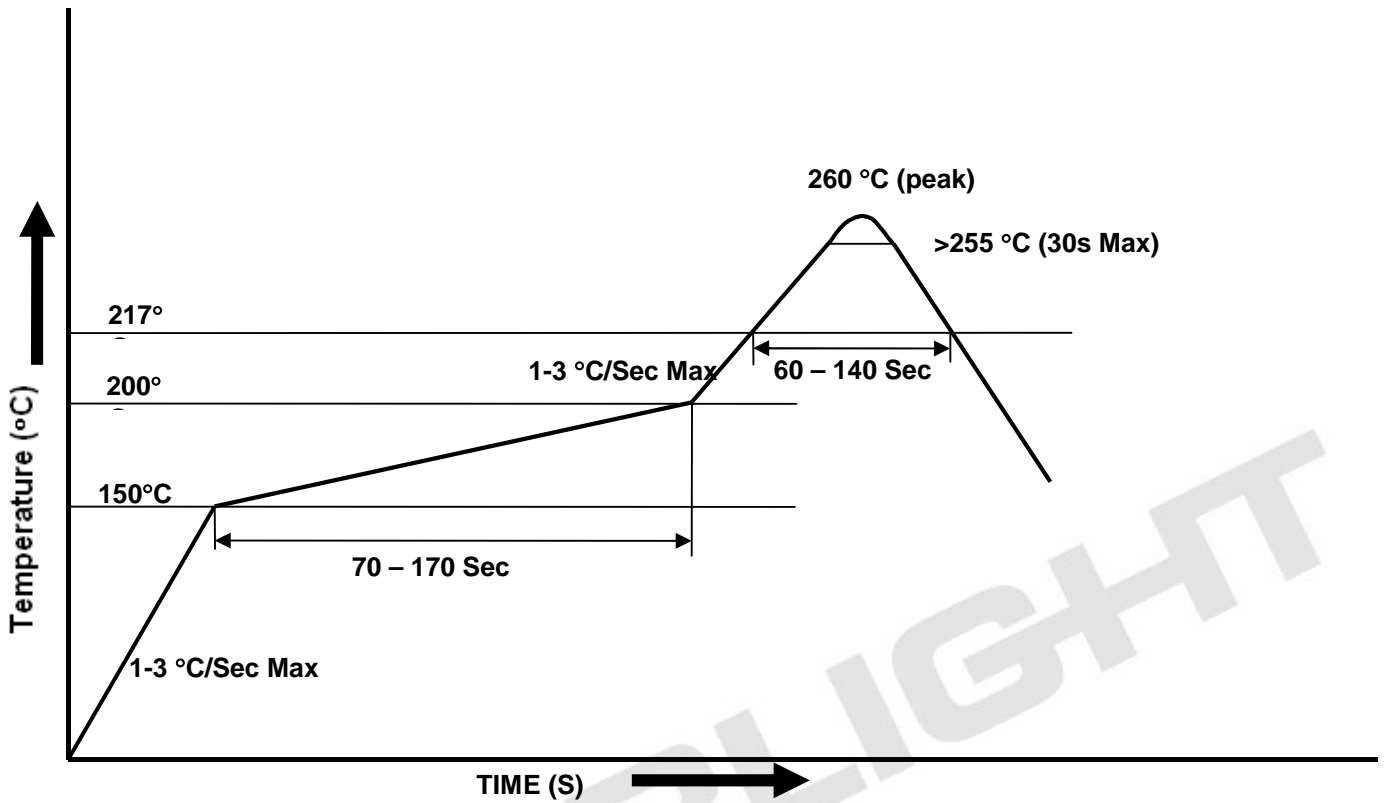 260 °C (peak)
>255 °C (30s Max)
217°
1-3 °C/Sec Max
60 – 140 Sec
200°
150°C
70 – 170 Sec
1-3 °C/Sec Max
Temperature (°C)
TIME (S)
RLIGHT